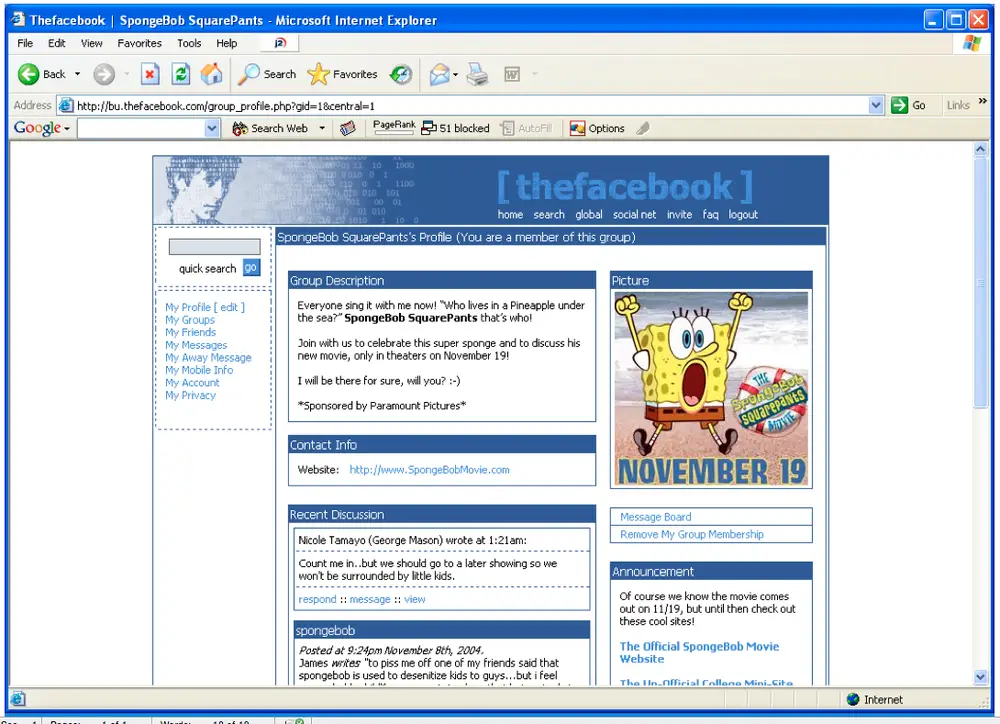 Thefacebook | SpongeBob SquarePants - Microsoft Internet Explorer
File Edit View Favorites Tools Help
Back Search Favorites
Address http://bu.thefacebook.com/group_profile.php?gid=1&central=1 Go Links »
Google Search Web PageRank 51 blocked AutoFill Options
[ thefacebook ]
home search global social net invite faq logout
quick search go
My Profile [ edit ]
My Groups
My Friends
My Messages
My Away Message
My Mobile Info
My Account
My Privacy
SpongeBob SquarePants's Profile (You are a member of this group)
Group Description
Everyone sing it with me now! "Who lives in a Pineapple under
the sea?" SpongeBob SquarePants that's who!
Join with us to celebrate this super sponge and to discuss his
new movie, only in theaters on November 19!
I will be there for sure, will you? :-)
*Sponsored by Paramount Pictures*
Contact Info
Website: http://www.SpongeBobMovie.com
Recent Discussion
Nicole Tamayo (George Mason) wrote at 1:21am:
Count me in..but we should go to a later showing so we
won't be surrounded by little kids.
respond :: message :: view
spongebob
Posted at 9:24pm November 8th, 2004.
James writes "to piss me off one of my friends said that
spongebob is used to desenitize kids to guys...but i feel
Picture
THE
SpongeBob
SquarePants
MOVIE
NOVEMBER 19
Message Board
Remove My Group Membership
Announcement
Of course we know the movie comes
out on 11/19, but until then check out
these cool sites!
The Official SpongeBob Movie
Website
The Un-Official College Mini-Site
Internet